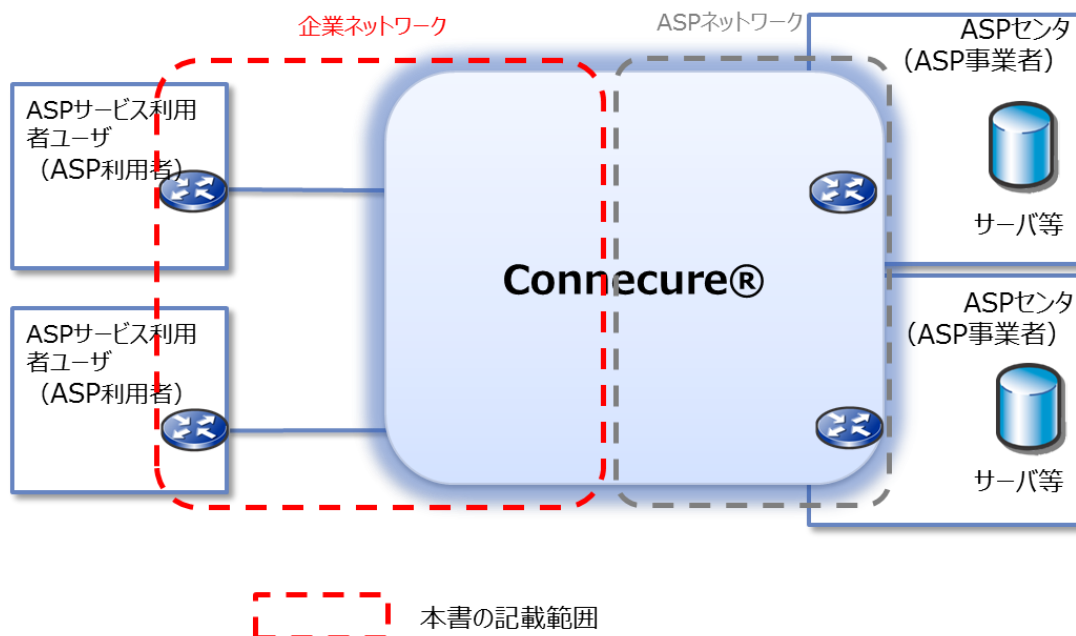 企業ネットワーク
ASPネットワーク
ASPセンタ
（ASP事業者）
サーバ等
ASPサービス利用
者ユーザ
（ASP利用者）
Connecure®
ASPセンタ
（ASP事業者）
サーバ等
ASPサービス利用
者ユーザ
（ASP利用者）
本書の記載範囲